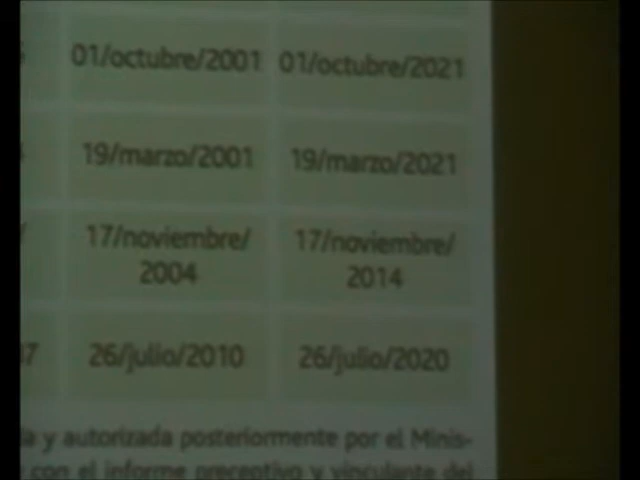 01/octubre/2001 01/octubre/2021
19/marzo/2001 19/marzo/2021
17/noviembre/ 17/noviembre/
2004 2014
7 26/julio/2010 26/julio/2020
y autorizada posteriormente por el Minis-
con el informe preceptivo y vinculante del